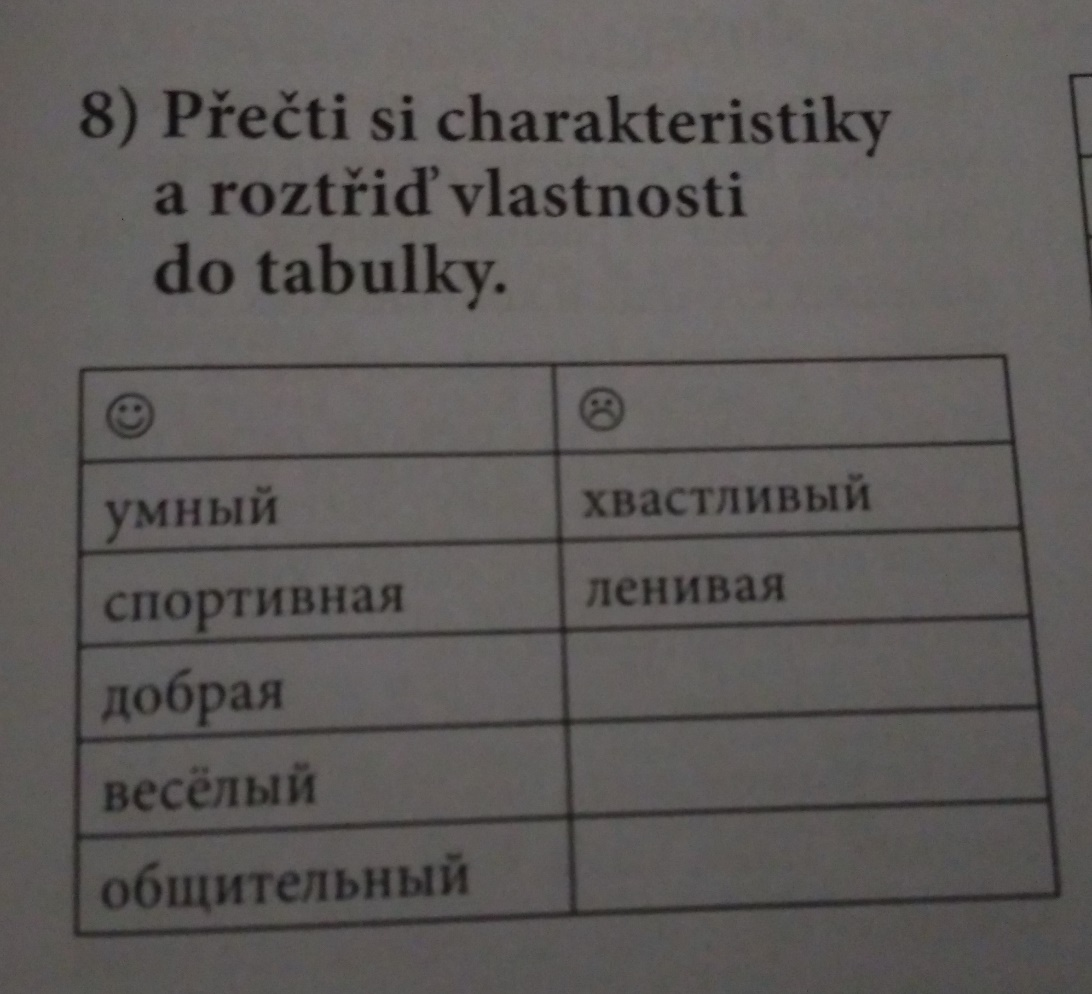 8) Přečti si charakteristiky
a roztřiď vlastnosti
do tabulky.
☺ ☹
умный хвастливый
спортивная ленивая
добрая
весёлый
общительный